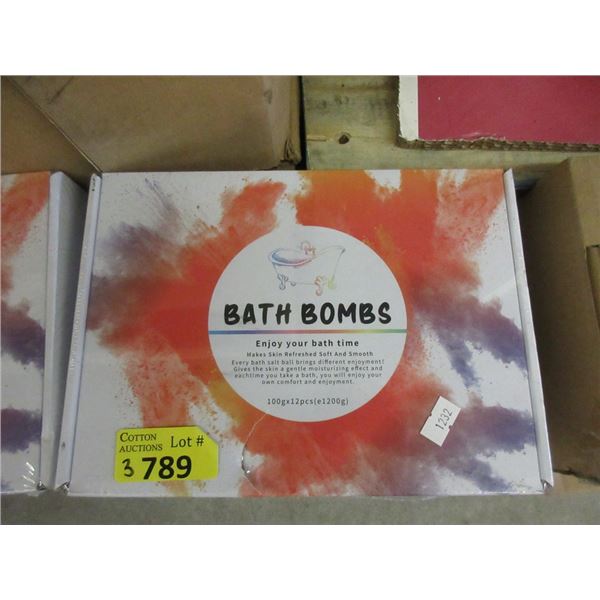 BATH BOMBS
Enjoy your bath time
Makes Skin Refreshed Soft And Smooth
Every bath salt ball brings different enjoyment!
Gives the skin a gentle moisturizing effect and
eachtime you take a bath, you will enjoy your
own comfort and enjoyment.
100gx12pcs(e1200g)
1232
COTTON
AUCTIONS
Lot #
3 789